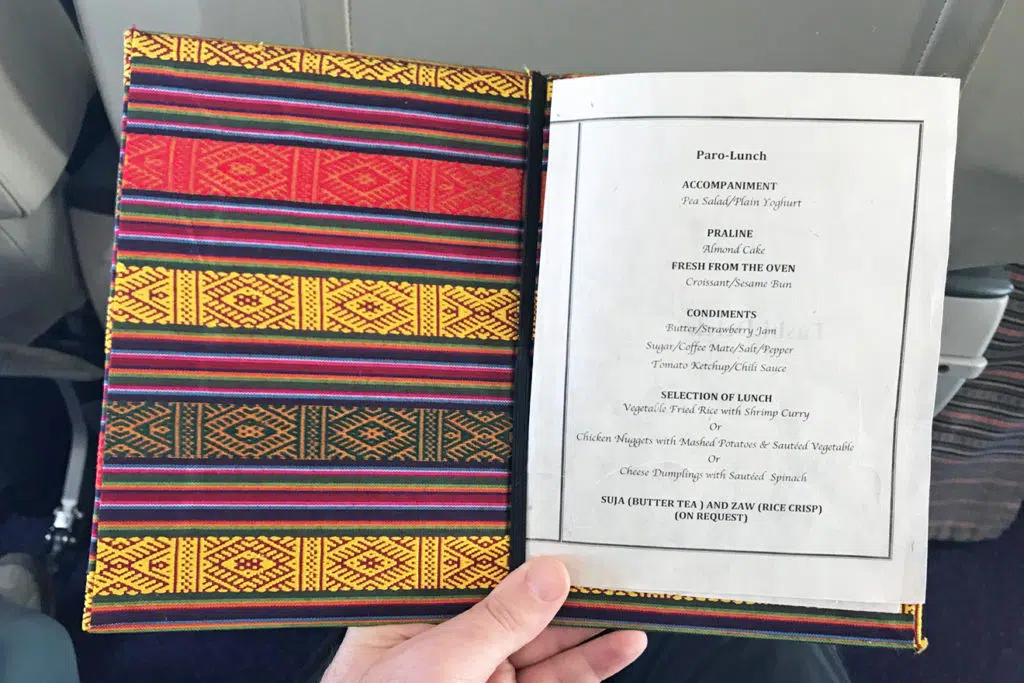 Paro-Lunch
ACCOMPANIMENT
Pea Salad/Plain Yoghurt
PRALINE
Almond Cake
FRESH FROM THE OVEN
Croissant/Sesame Bun
CONDIMENTS
Butter/Strawberry Jam
Sugar/Coffee Mate/Salt/Pepper
Tomato Ketchup/Chili Sauce
SELECTION OF LUNCH
Vegetable Fried Rice with Shrimp Curry
Or
Chicken Nuggets with Mashed Potatoes & Sautéed Vegetable
Or
Cheese Dumplings with Sautéed Spinach
SUJA (BUTTER TEA ) AND ZAW (RICE CRISP)
(ON REQUEST)